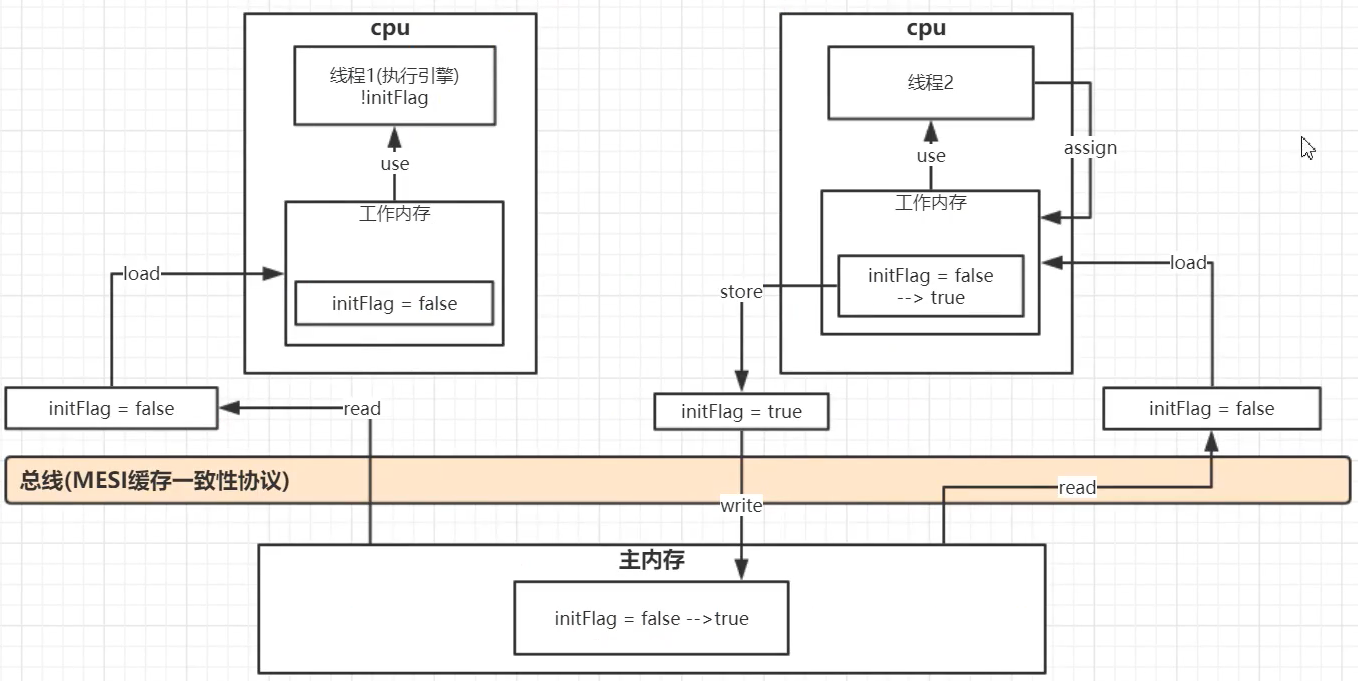 cpu
线程1(执行引擎)
!initFlag
use
工作内存
initFlag = false
load
initFlag = false
read
cpu
线程2
use
assign
工作内存
initFlag = false
--> true
store
load
initFlag = true
initFlag = false
总线(MESI缓存一致性协议)
write
read
主内存
initFlag = false -->true